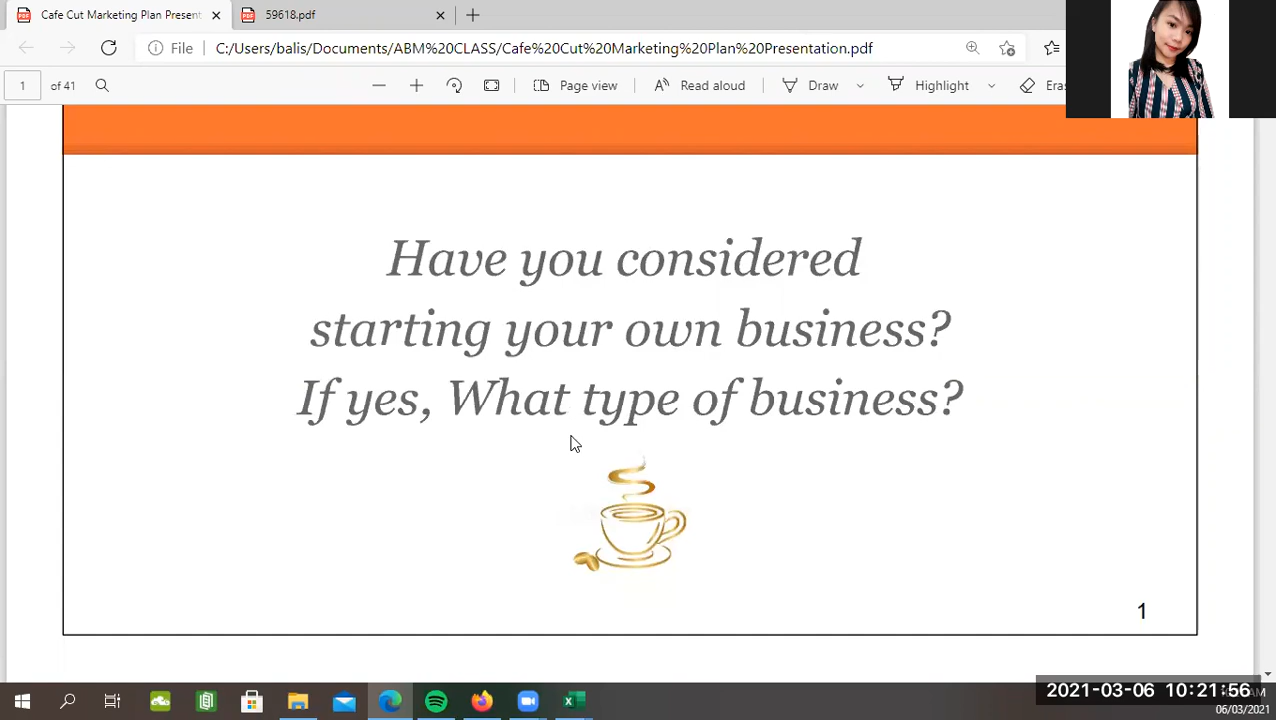 Cafe Cut Marketing Plan Present
59618.pdf
File
C:/Users/balis/Documents/ABM%20CLASS/Cafe%20Cut%20Marketing%20Plan%20Presentation.pdf
1 of 41
Page view
Read aloud
Draw
Highlight
Eras
Have you considered
starting your own business?
If yes, What type of business?
1
2021-03-06 10:21:56
AM
06/03/2021